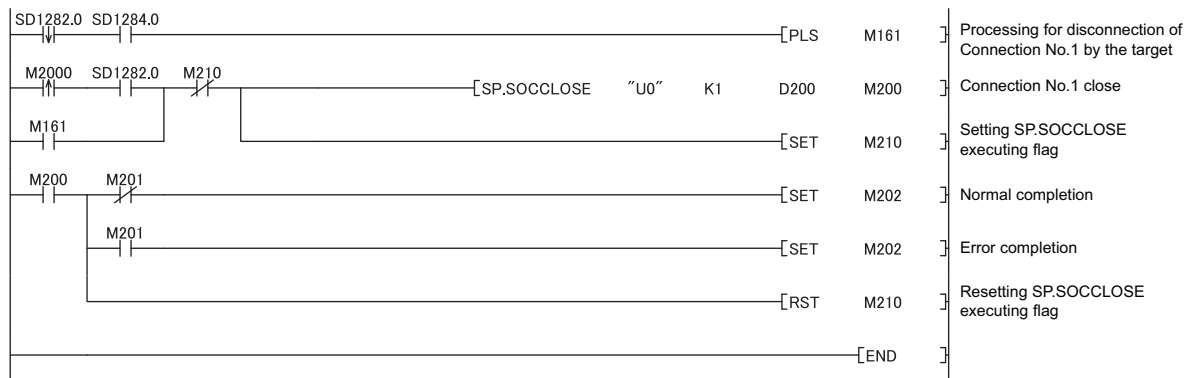 SD1282.0 SD1284.0
PLS M161
Processing for disconnection of
Connection No.1 by the target
M2000 SD1282.0 M210
SP.SOCCLOSE "U0" K1 D200 M200
Connection No.1 close
M161
SET M210
Setting SP.SOCCLOSE
executing flag
M200 M201
SET M202
Normal completion
M201
SET M202
Error completion
RST M210
Resetting SP.SOCCLOSE
executing flag
END